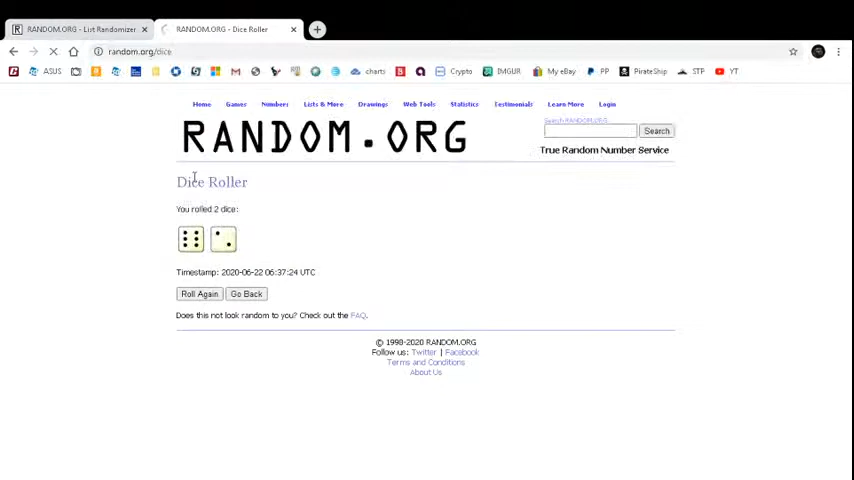 RANDOM.ORG - List Randomizer
RANDOM.ORG - Dice Roller
random.org/dice
ASUS
charts
Crypto
IMGUR
My eBay
PP
PirateShip
STP
YT
Home
Games
Numbers
Lists & More
Drawings
Web Tools
Statistics
Testimonials
Learn More
Login
RANDOM.ORG
Search RANDOM.ORG
Search
True Random Number Service
Dice Roller
You rolled 2 dice:
Timestamp: 2020-06-22 06:37:24 UTC
Roll Again
Go Back
Does this not look random to you? Check out the FAQ.
© 1998-2020 RANDOM.ORG
Follow us: Twitter | Facebook
Terms and Conditions
About Us